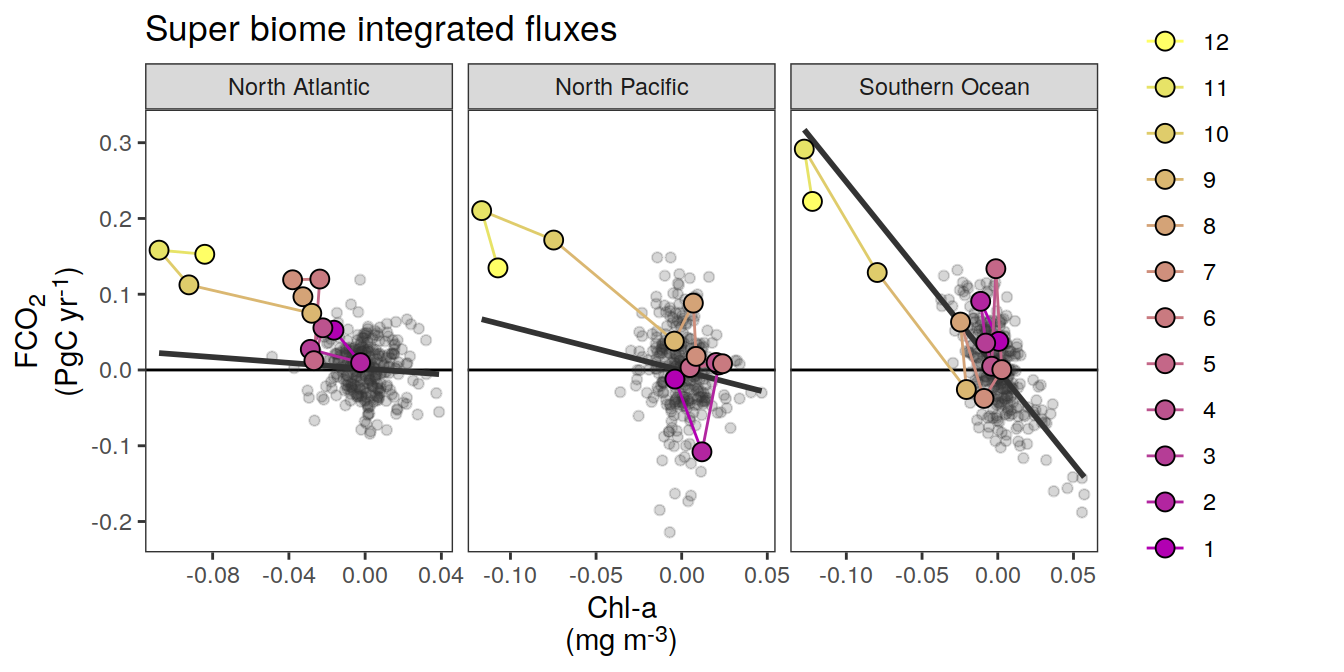 Super biome integrated fluxes
North Atlantic
North Pacific
Southern Ocean
FCO2
(PgC yr-1)
0.3
0.2
0.1
0.0
-0.1
-0.2
-0.08 -0.04 0.00 0.04
-0.10 -0.05 0.00 0.05
-0.10 -0.05 0.00 0.05
Chl-a
(mg m-3)
12
11
10
9
8
7
6
5
4
3
2
1